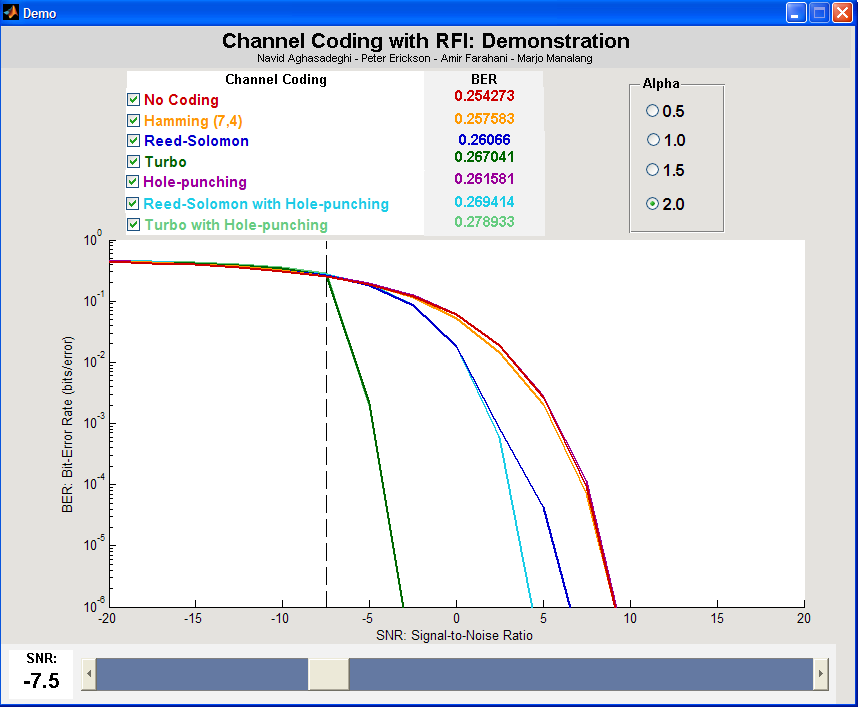 Demo
Channel Coding with RFI: Demonstration
Navid Aghasadeghi - Peter Erickson - Amir Farahani - Marjo Manalang
Channel Coding BER
No Coding 0.254273
Hamming (7,4) 0.257583
Reed-Solomon 0.26066
Turbo 0.267041
Hole-punching 0.261581
Reed-Solomon with Hole-punching 0.269414
Turbo with Hole-punching 0.278933
Alpha
0.5
1.0
1.5
2.0
BER: Bit-Error Rate (bits/error)
10^0
10^-1
10^-2
10^-3
10^-4
10^-5
10^-6
-20 -15 -10 -5 0 5 10 15 20
SNR: Signal-to-Noise Ratio
SNR:
-7.5